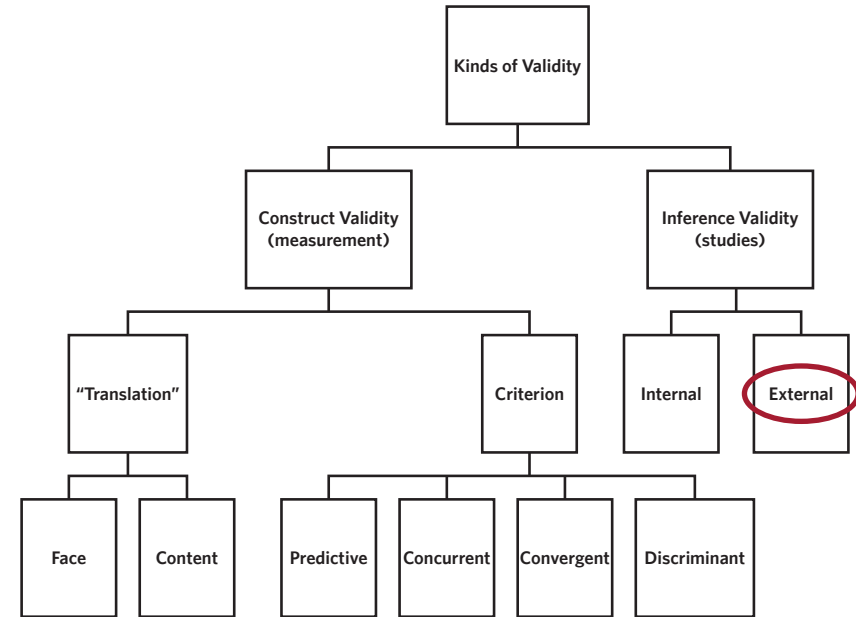 Kinds of Validity
Construct Validity
(measurement)
Inference Validity
(studies)
“Translation”
Criterion
Internal
External
Face
Content
Predictive
Concurrent
Convergent
Discriminant